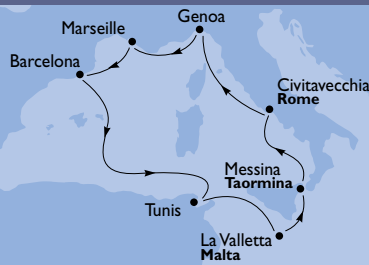 Genoa
Marseille
Barcelona
Civitavecchia
Rome
Messina
Taormina
Tunis
La Valletta
Malta